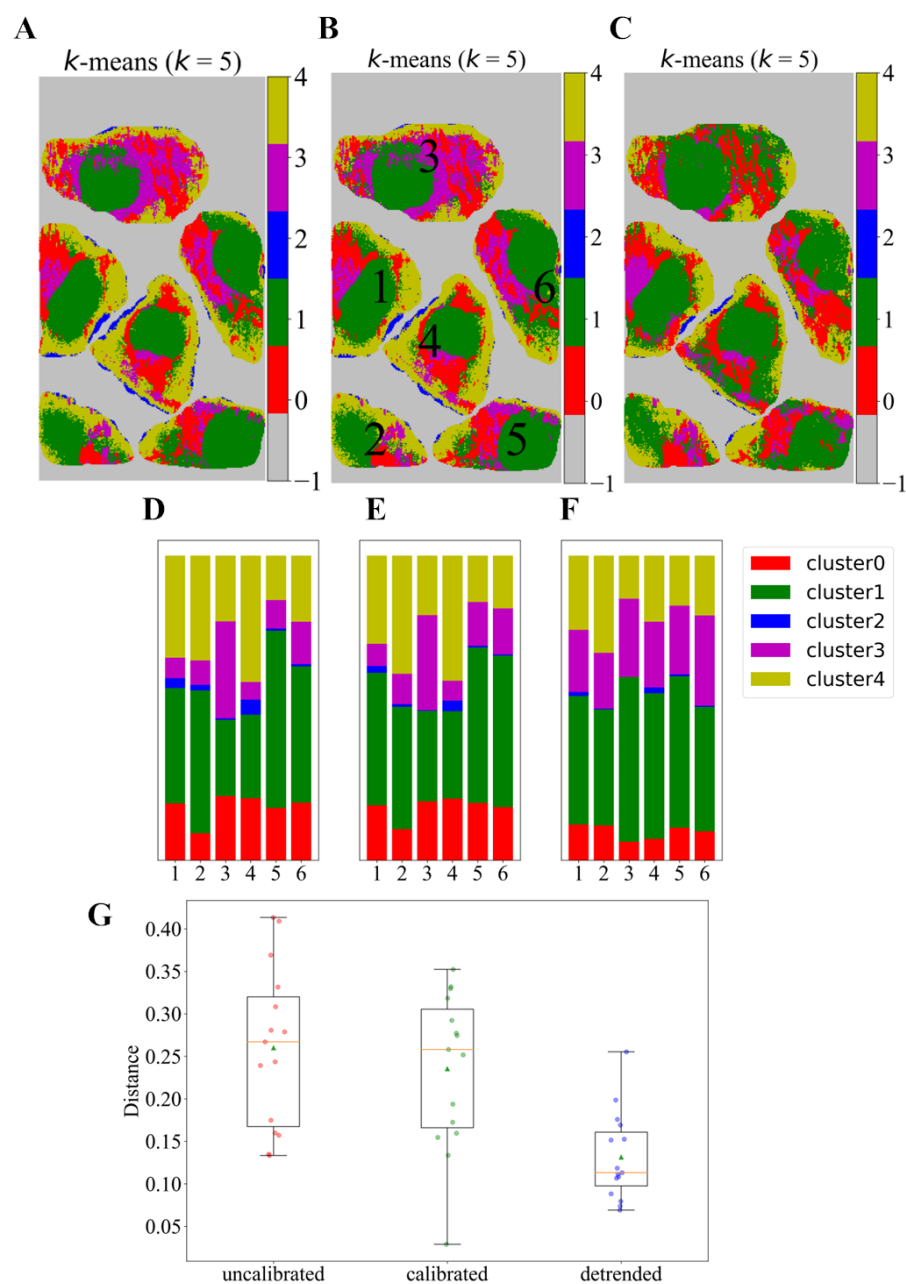 A
B
C
k-means (k = 5)
k-means (k = 5)
k-means (k = 5)
4
3
2
1
0
−1
4
3
2
1
0
−1
4
3
2
1
0
−1
3
1
6
4
2
5
D
E
F
1 2 3 4 5 6
1 2 3 4 5 6
1 2 3 4 5 6
cluster0
cluster1
cluster2
cluster3
cluster4
G
Distance
0.40
0.35
0.30
0.25
0.20
0.15
0.10
0.05
uncalibrated
calibrated
detrended